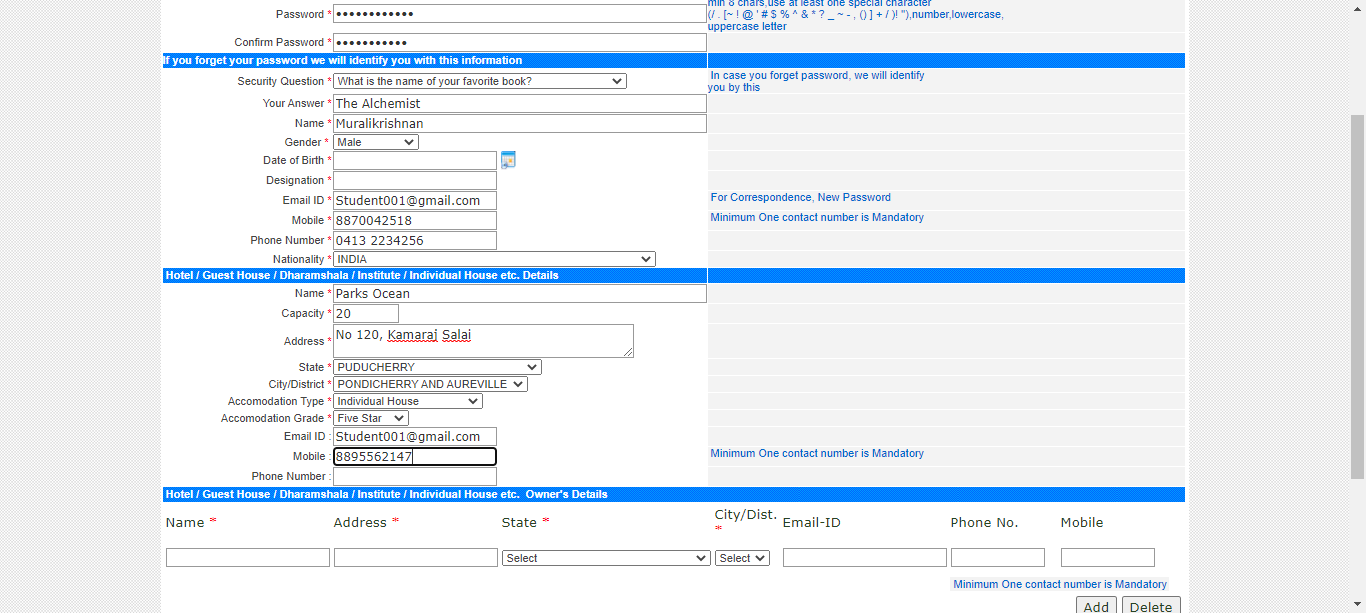 min 8 chars,use at least one special character
Password * ••••••••••••
(/ . [~ ! @ ' # $ % ^ & * ? _ ~ - , () ] + / )! "),number,lowercase,
uppercase letter
Confirm Password * •••••••••••
If you forget your password we will identify you with this information
Security Question * What is the name of your favorite book?
In case you forget password, we will identify
you by this
Your Answer * The Alchemist
Name * Muralikrishnan
Gender * Male
Date of Birth *
Designation *
Email ID * Student001@gmail.com
For Correspondence, New Password
Mobile * 8870042518
Minimum One contact number is Mandatory
Phone Number * 0413 2234256
Nationality * INDIA
Hotel / Guest House / Dharamshala / Institute / Individual House etc. Details
Name * Parks Ocean
Capacity * 20
Address * No 120, Kamaraj Salai
State * PUDUCHERRY
City/District * PONDICHERRY AND AUREVILLE
Accomodation Type * Individual House
Accomodation Grade * Five Star
Email ID : Student001@gmail.com
Mobile : 8895562147
Minimum One contact number is Mandatory
Phone Number :
Hotel / Guest House / Dharamshala / Institute / Individual House etc. Owner's Details
Name * Address * State * City/Dist. * Email-ID Phone No. Mobile
Select Select
Minimum One contact number is Mandatory
Add Delete